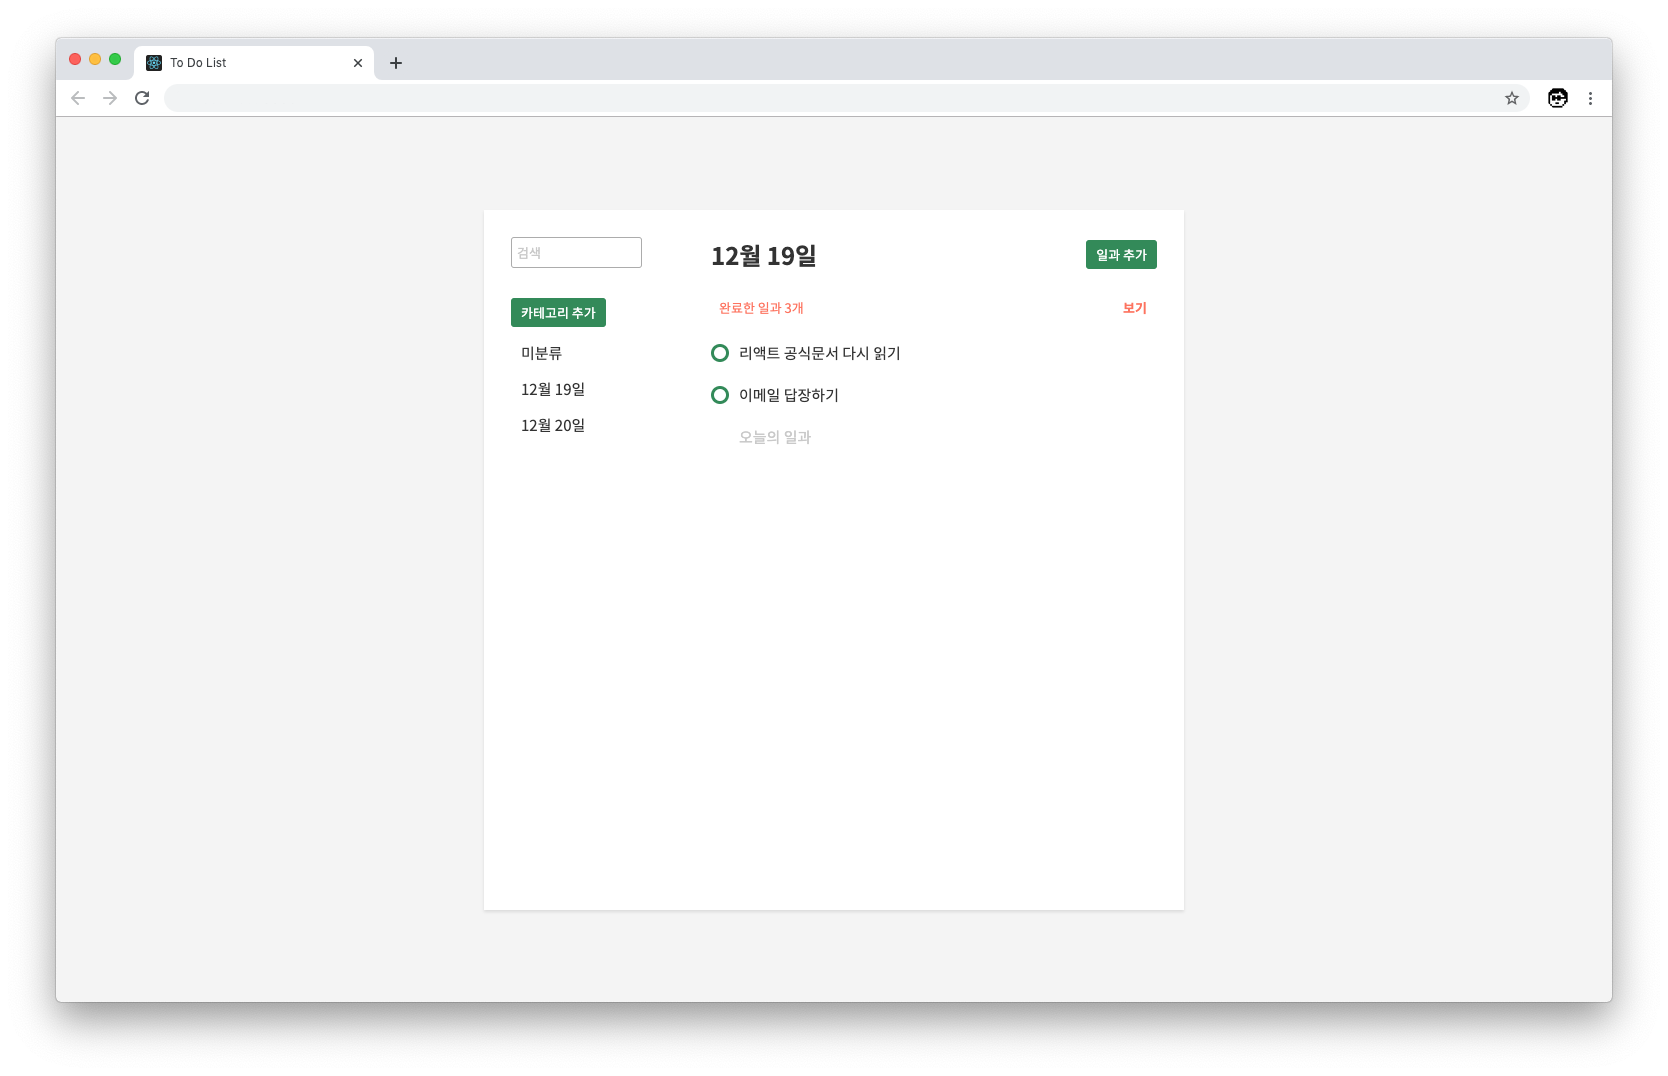 To Do List
검색
카테고리 추가
미분류
12월 19일
12월 20일
12월 19일
일과 추가
완료한 일과 3개
보기
리액트 공식문서 다시 읽기
이메일 답장하기
오늘의 일과